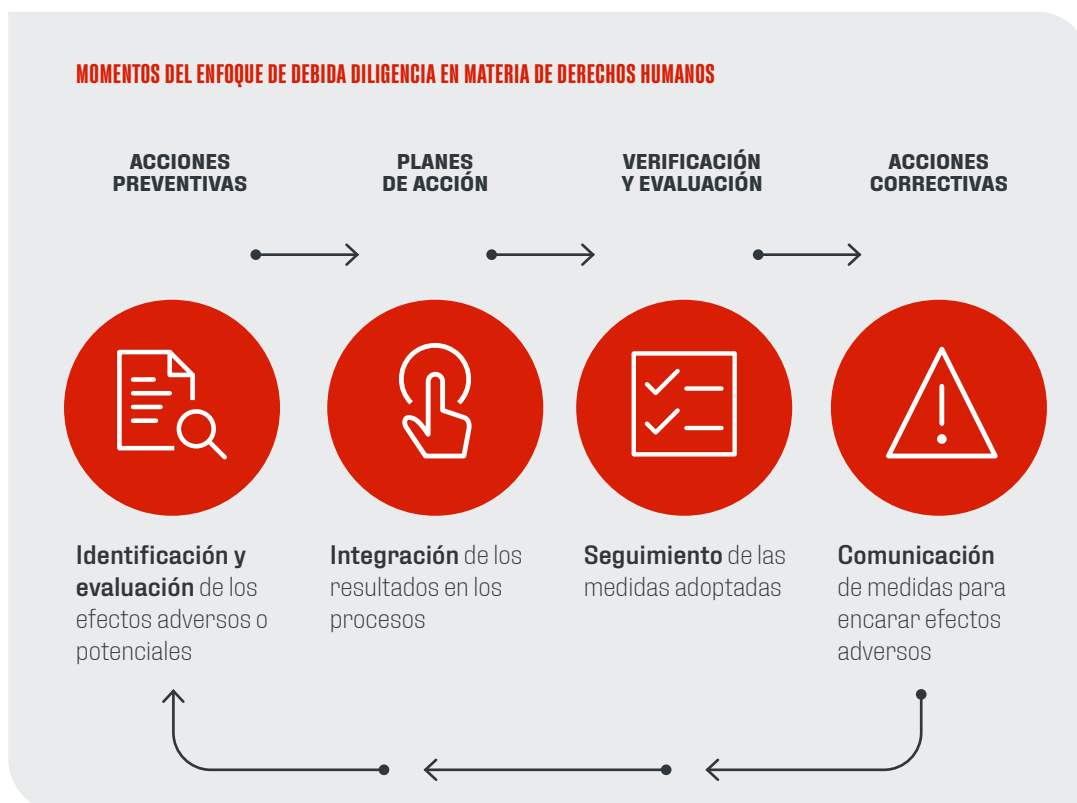 MOMENTOS DEL ENFOQUE DE DEBIDA DILIGENCIA EN MATERIA DE DERECHOS HUMANOS
ACCIONES
PREVENTIVAS
PLANES
DE ACCIÓN
VERIFICACIÓN
Y EVALUACIÓN
ACCIONES
CORRECTIVAS
Identificación y
evaluación de los
efectos adversos o
potenciales
Integración de los
resultados en los
procesos
Seguimiento de las
medidas adoptadas
Comunicación
de medidas para
encarar efectos
adversos